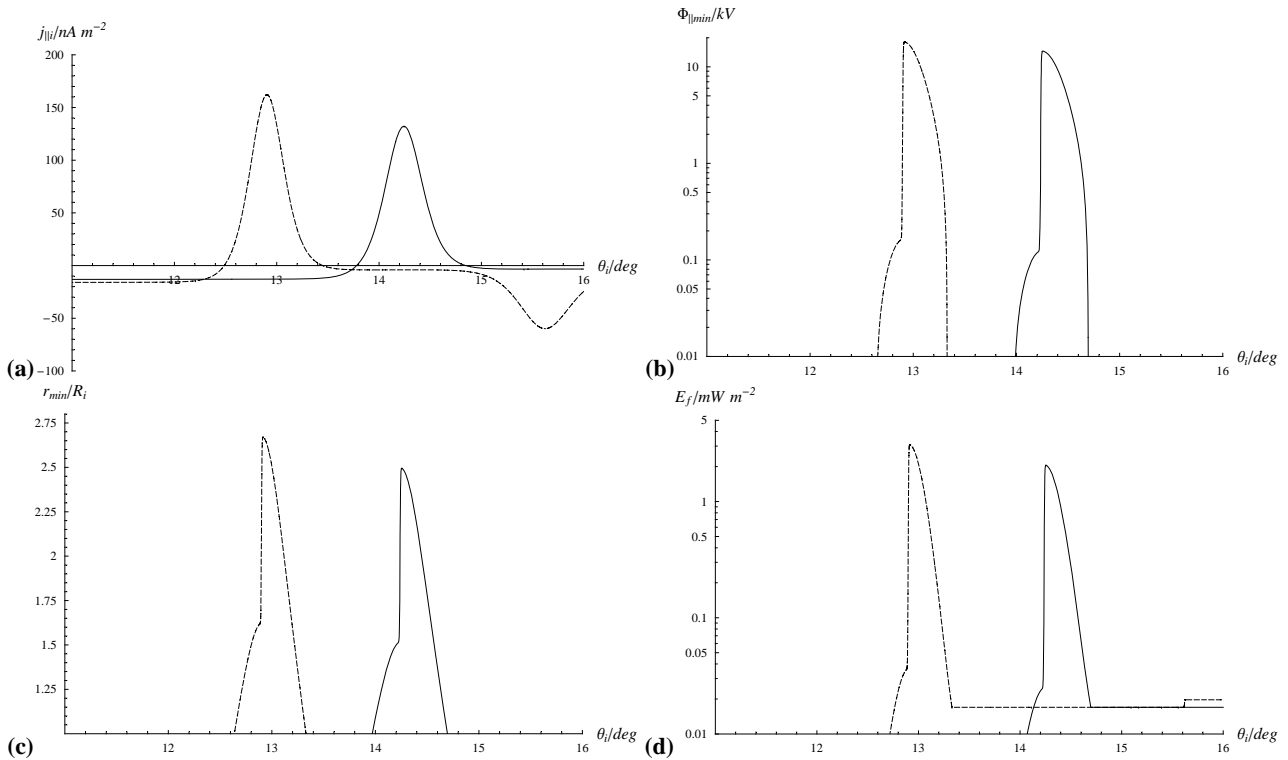 j||i/nA m−2
200
150
100
50
−50
−100
12 13 14 15 16
θi/deg
(a)
Φ||min/kV
10
5
1
0.5
0.1
0.05
0.01
12 13 14 15 16
θi/deg
(b)
rmin/Ri
2.75
2.5
2.25
2
1.75
1.5
1.25
12 13 14 15 16
θi/deg
(c)
Ef/mW m−2
5
1
0.5
0.1
0.05
0.01
12 13 14 15 16
θi/deg
(d)